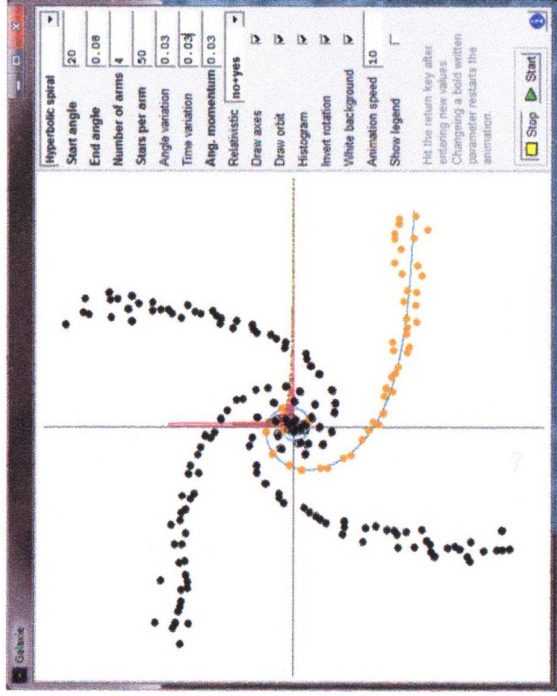 Galaxie
Hyperbolic spiral
Start angle 20
End angle 0.08
Number of arms 4
Stars per arm 50
Angle variation 0.03
Time variation 0.03
Ang. momentum 0.03
Relativistic no+yes
Draw axes
Draw orbit
Histogram
Invert rotation
White background
Animation speed 10
Show legend
Hit the return key after
entering new values
Changeing a bold written
parameter restarts the
animation.
Stop Start